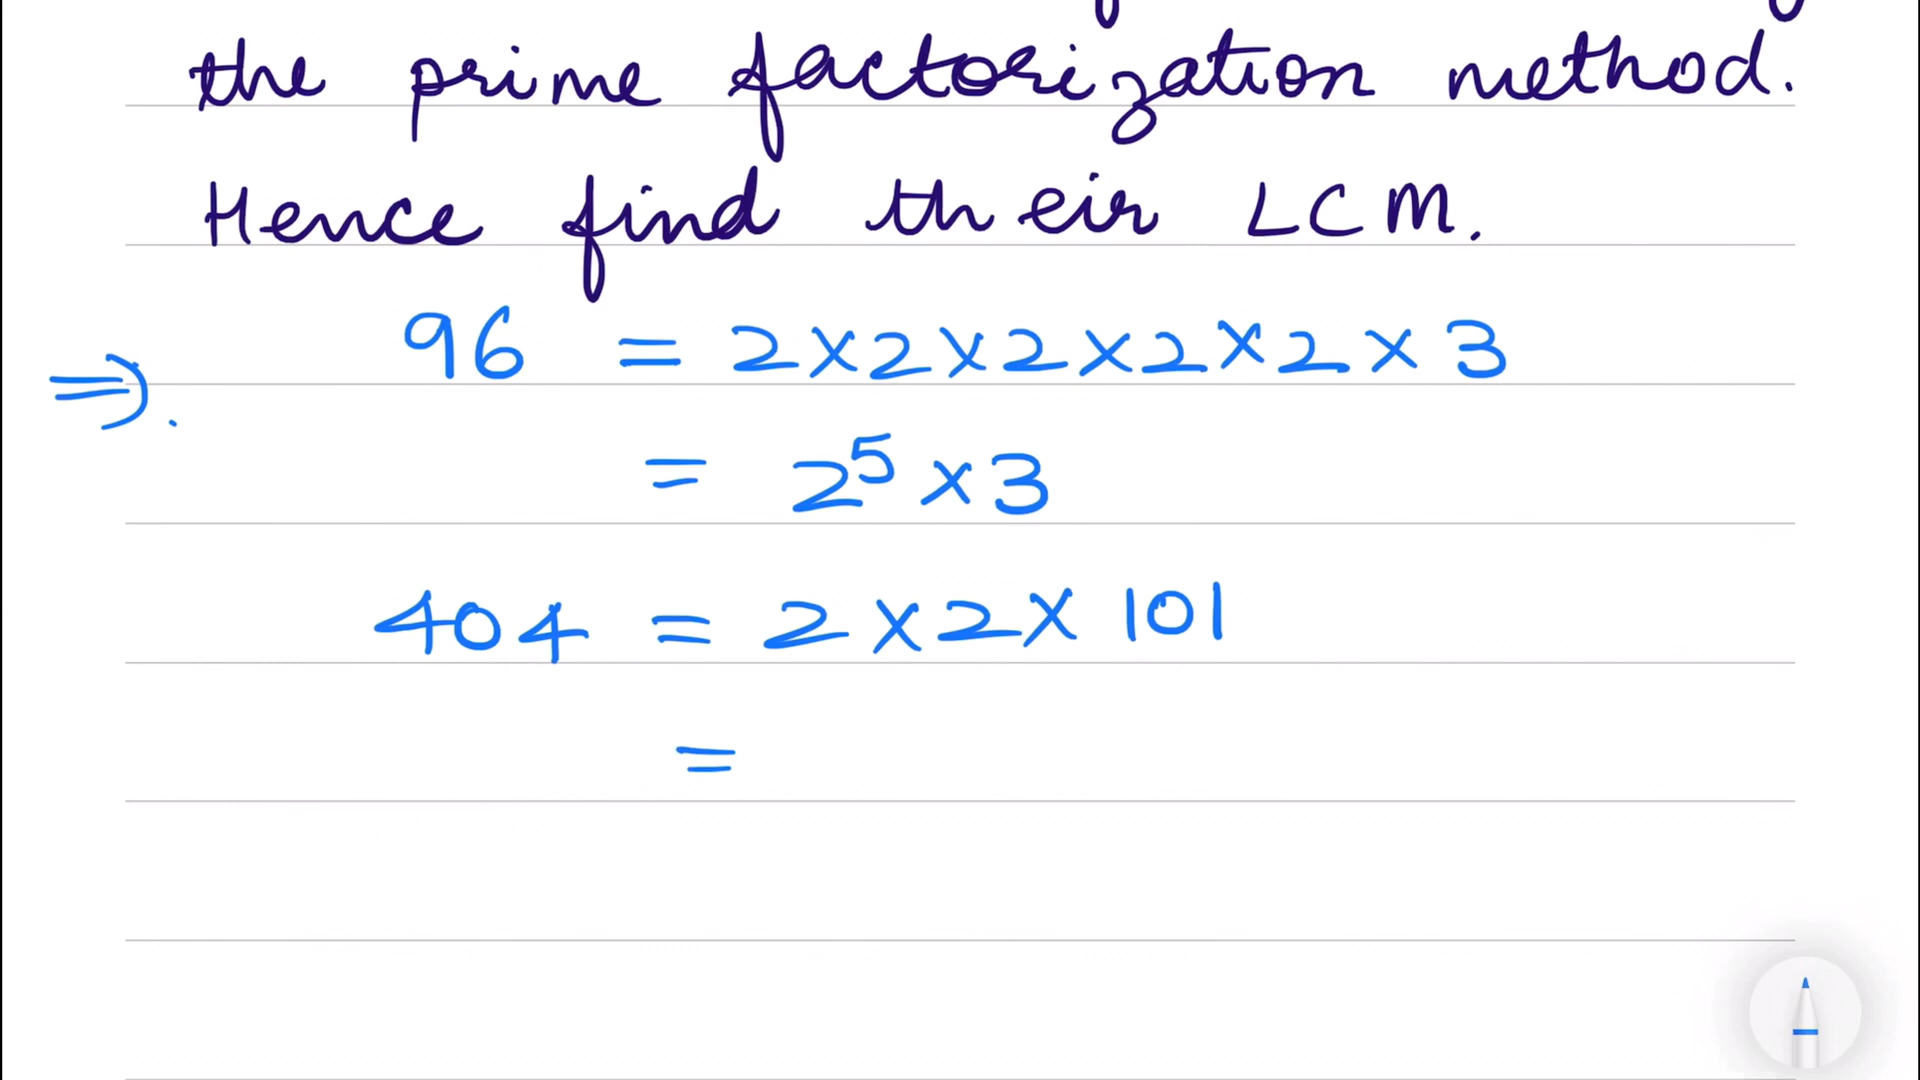 the prime factorization method.
Hence find their LCM.
⇒. 96 = 2×2×2×2×2×3
= 2⁵×3
404 = 2×2×101
=